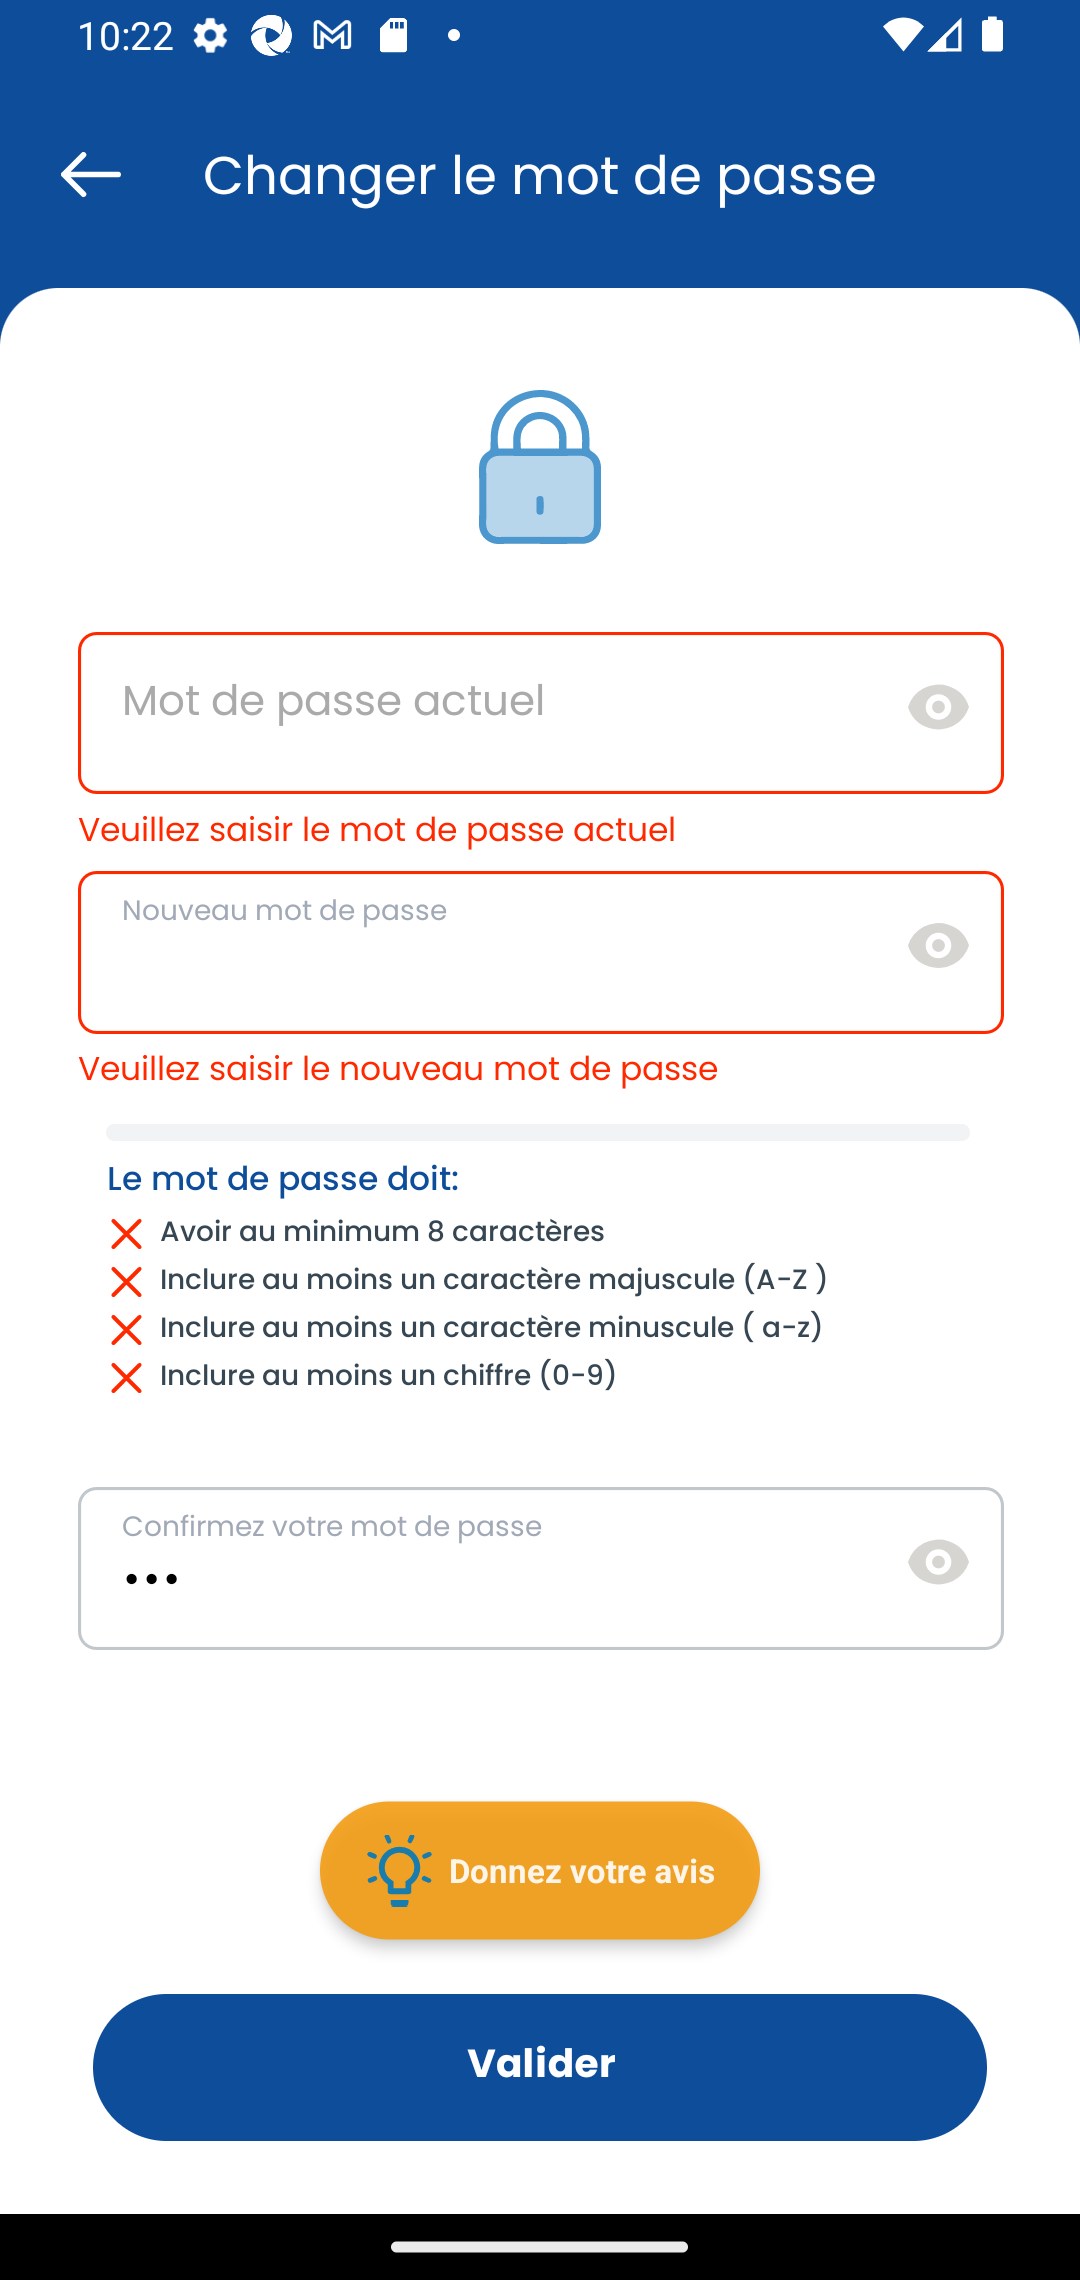 10:22
Changer le mot de passe
Mot de passe actuel
Veuillez saisir le mot de passe actuel
Nouveau mot de passe
Veuillez saisir le nouveau mot de passe
Le mot de passe doit:
Avoir au minimum 8 caractères
Inclure au moins un caractère majuscule (A-Z )
Inclure au moins un caractère minuscule ( a-z)
Inclure au moins un chiffre (0-9)
Confirmez votre mot de passe
•••
Donnez votre avis
Valider